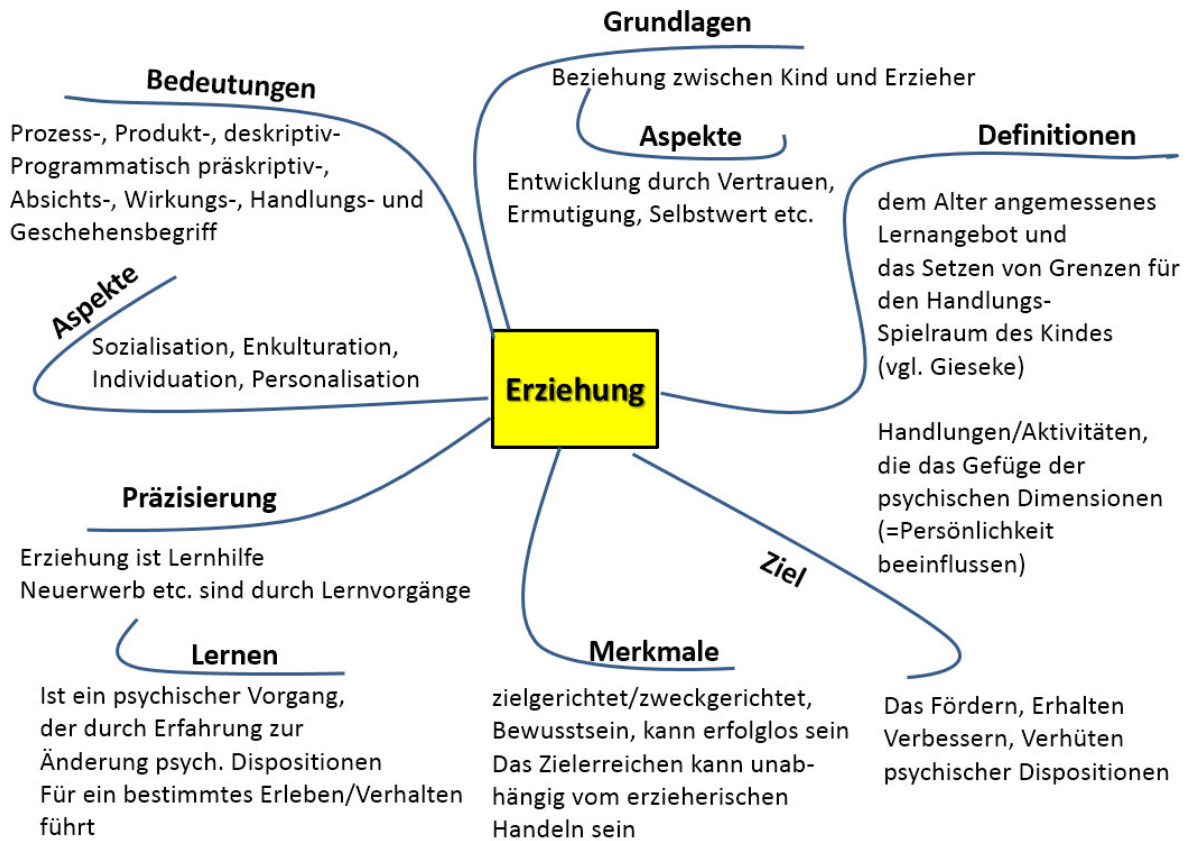 Grundlagen
Beziehung zwischen Kind und Erzieher
Aspekte
Entwicklung durch Vertrauen,
Ermutigung, Selbstwert etc.
Bedeutungen
Prozess-, Produkt-, deskriptiv-
Programmatisch präskriptiv-,
Absichts-, Wirkungs-, Handlungs- und
Geschehensbegriff
Aspekte
Sozialisation, Enkulturation,
Individuation, Personalisation
Definitionen
dem Alter angemessenes
Lernangebot und
das Setzen von Grenzen für
den Handlungs-
Spielraum des Kindes
(vgl. Gieseke)
Handlungen/Aktivitäten,
die das Gefüge der
psychischen Dimensionen
(=Persönlichkeit
beeinflussen)
Erziehung
Präzisierung
Erziehung ist Lernhilfe
Neuerwerb etc. sind durch Lernvorgänge
Lernen
Ist ein psychischer Vorgang,
der durch Erfahrung zur
Änderung psych. Dispositionen
Für ein bestimmtes Erleben/Verhalten
führt
Merkmale
zielgerichtet/zweckgerichtet,
Bewusstsein, kann erfolglos sein
Das Zielerreichen kann unab-
hängig vom erzieherischen
Handeln sein
Ziel
Das Fördern, Erhalten
Verbessern, Verhüten
psychischer Dispositionen